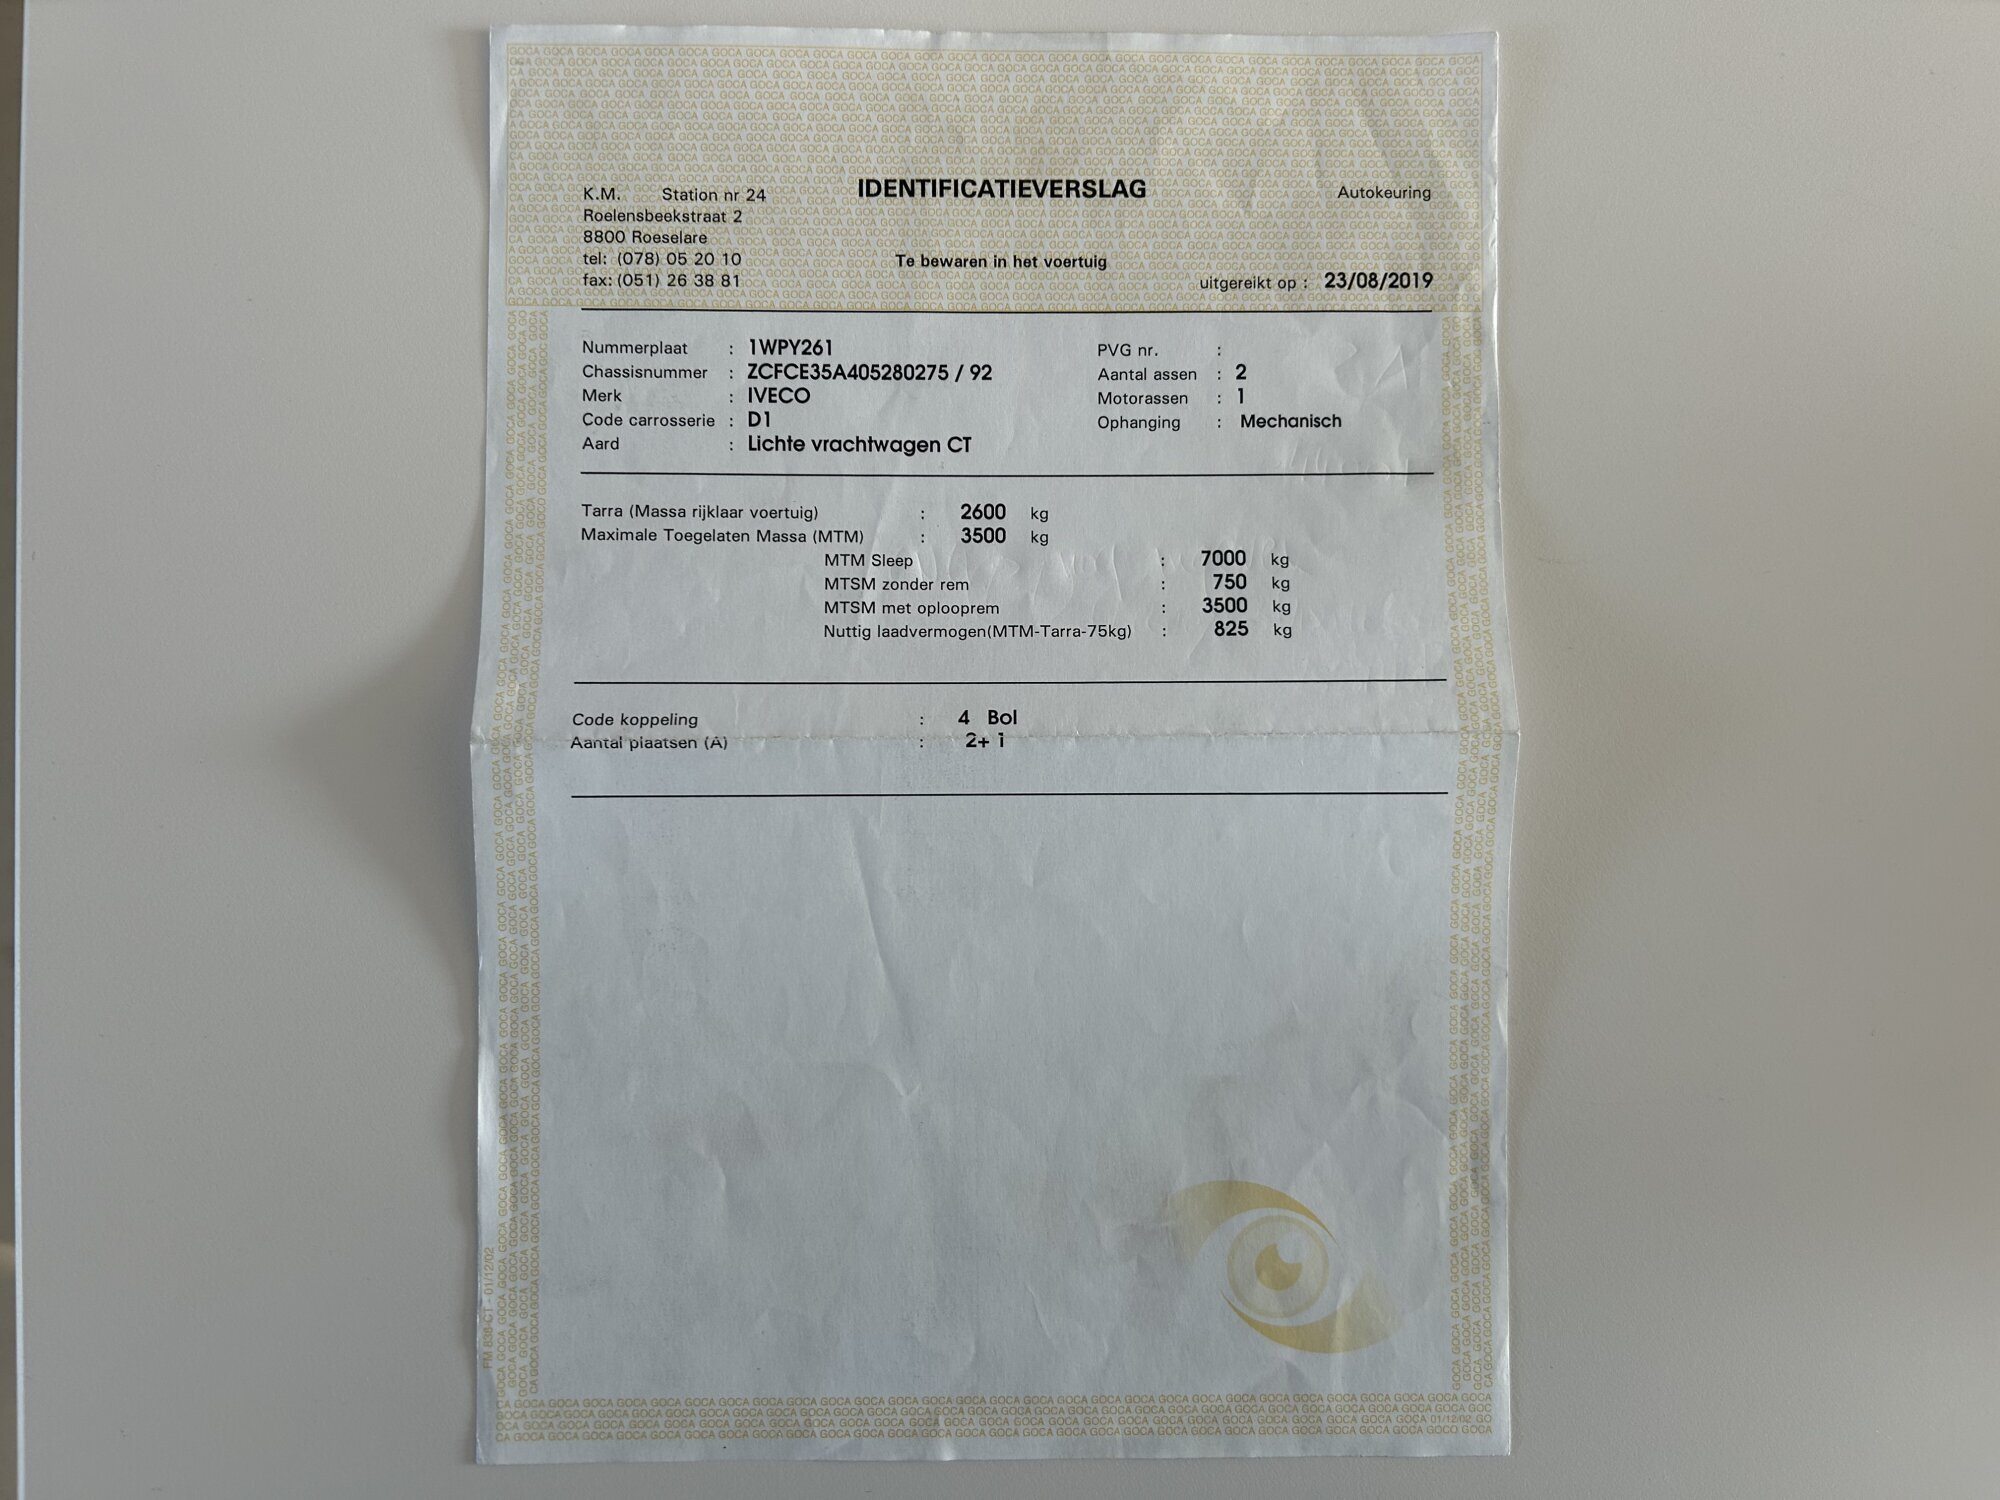 K.M. Station nr 24
Roelensbeekstraat 2
8800 Roeselare
tel: (078) 05 20 10
fax: (051) 26 38 81
IDENTIFICATIEVERSLAG
Te bewaren in het voertuig
Autokeuring
uitgereikt op : 23/08/2019
Nummerplaat : 1WPY261
Chassisnummer : ZCFCE35A405280275 / 92
Merk : IVECO
Code carrosserie : D1
Aard : Lichte vrachtwagen CT
PVG nr. :
Aantal assen : 2
Motorassen : 1
Ophanging : Mechanisch
Tarra (Massa rijklaar voertuig) : 2600 kg
Maximale Toegelaten Massa (MTM) : 3500 kg
MTM Sleep : 7000 kg
MTSM zonder rem : 750 kg
MTSM met oplooprem : 3500 kg
Nuttig laadvermogen(MTM-Tarra-75kg) : 825 kg
Code koppeling : 4 Bol
Aantal plaatsen (A) : 2+ 1